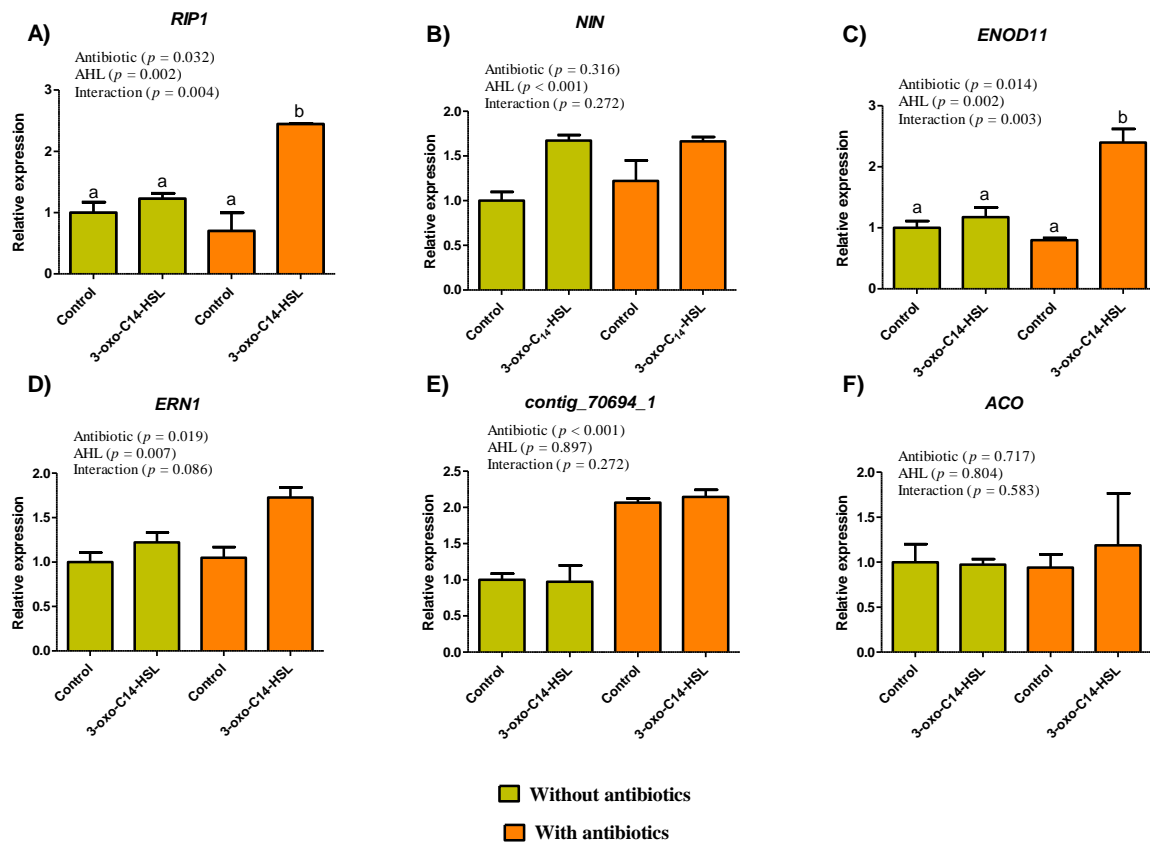 A)
RIP1
Antibiotic (p = 0.032)
AHL (p = 0.002)
Interaction (p = 0.004)
Relative expression
3
2
1
0
a
a
a
b
Control
3-oxo-C14-HSL
Control
3-oxo-C14-HSL
B)
NIN
Antibiotic (p = 0.316)
AHL (p < 0.001)
Interaction (p = 0.272)
Relative expression
2.0
1.5
1.0
0.5
0.0
Control
3-oxo-C14-HSL
Control
3-oxo-C14-HSL
C)
ENOD11
Antibiotic (p = 0.014)
AHL (p = 0.002)
Interaction (p = 0.003)
Relative expression
3
2
1
0
a
a
a
b
Control
3-oxo-C14-HSL
Control
3-oxo-C14-HSL
D)
ERN1
Antibiotic (p = 0.019)
AHL (p = 0.007)
Interaction (p = 0.086)
Relative expression
2.0
1.5
1.0
0.5
0.0
Control
3-oxo-C14-HSL
Control
3-oxo-C14-HSL
E)
contig_70694_1
Antibiotic (p < 0.001)
AHL (p = 0.897)
Interaction (p = 0.272)
Relative expression
2.5
2.0
1.5
1.0
0.5
0.0
Control
3-oxo-C14-HSL
Control
3-oxo-C14-HSL
F)
ACO
Antibiotic (p = 0.717)
AHL (p = 0.804)
Interaction (p = 0.583)
Relative expression
2.0
1.5
1.0
0.5
0.0
Control
3-oxo-C14-HSL
Control
3-oxo-C14-HSL
Without antibiotics
With antibiotics